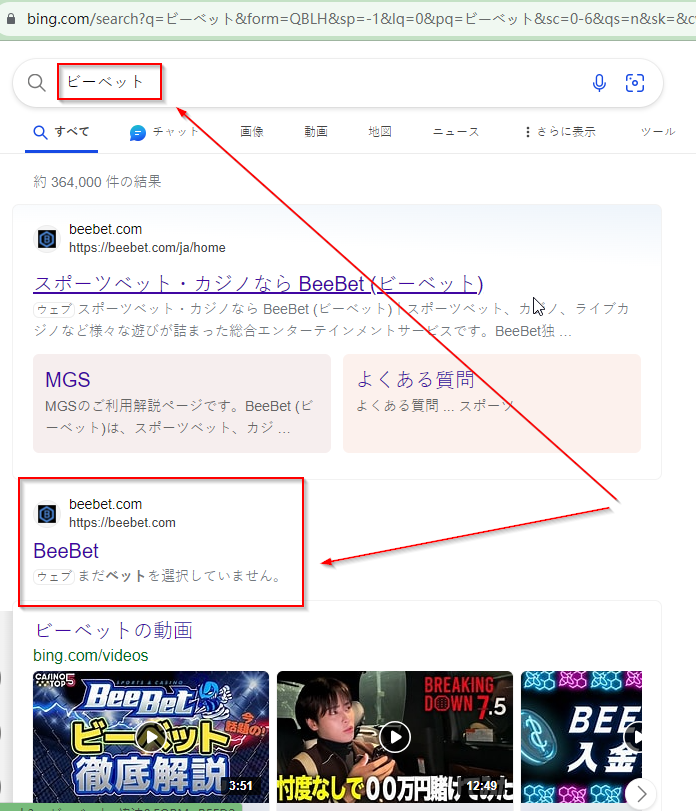 bing.com/search?q=ビーベット&form=QBLH&sp=-1&lq=0&pq=ビーベット&sc=0-6&qs=n&sk=&c
ビーベット
すべて チャット 画像 動画 地図 ニュース さらに表示 ツール
約 364,000 件の結果
beebet.com
https://beebet.com/ja/home
スポーツベット・カジノなら BeeBet (ビーベット)
ウェブ スポーツベット・カジノなら BeeBet (ビーベット) | スポーツベット、カジノ、ライブカ
ジノなど様々な遊びが詰まった総合エンターテインメントサービスです。BeeBet独 ...
MGS
MGSのご利用解説ページです。BeeBet (ビ
ーベット)は、スポーツベット、カジ ...
よくある質問
よくある質問 ... スポーツ
beebet.com
https://beebet.com
BeeBet
ウェブ まだベットを選択していません。
ビーベットの動画
bing.com/videos
CASINO TOP5
SPORTS & CASINO
BeeBet
今話題の!
ビーベット
徹底解説
3:51
BREAKING
DOWN 7.5
忖度なしで〇〇万円賭けてみた
12:49
BEE
入金